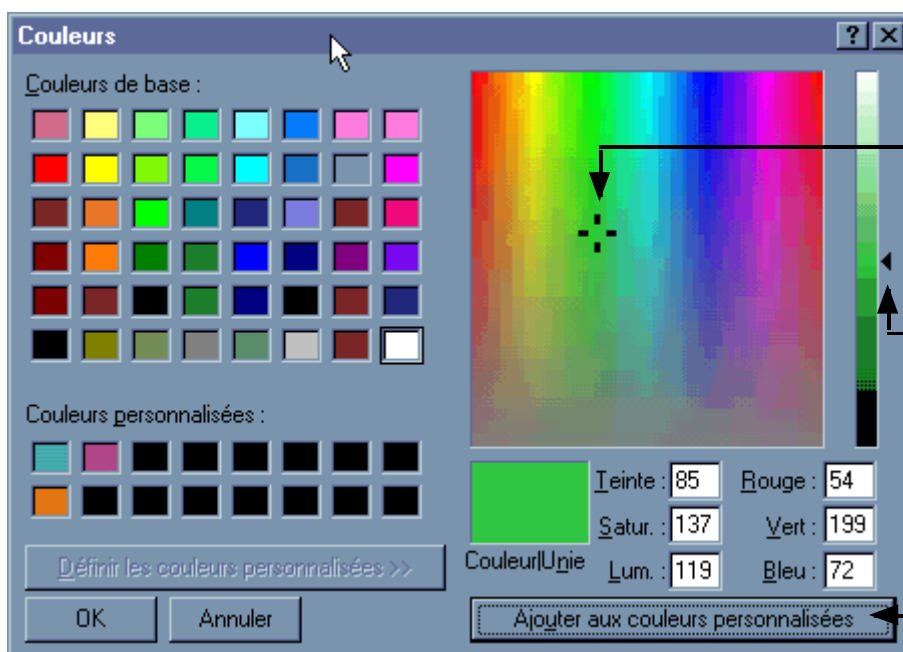 Couleurs
Couleurs de base :
Couleurs personnalisées :
Définir les couleurs personnalisées >>
OK Annuler
Couleur|Unie
Teinte : 85 Rouge : 54
Satur. : 137 Vert : 199
Lum. : 119 Bleu : 72
Ajouter aux couleurs personnalisées